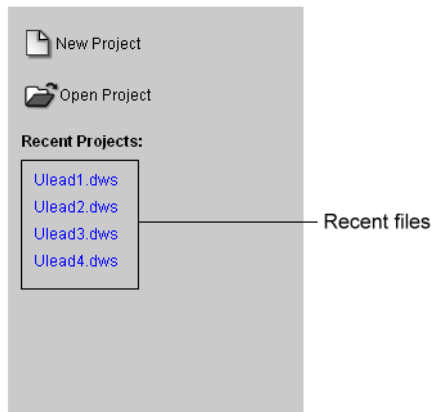 New Project
Open Project
Recent Projects:
Ulead1.dws
Ulead2.dws
Ulead3.dws
Ulead4.dws
Recent files